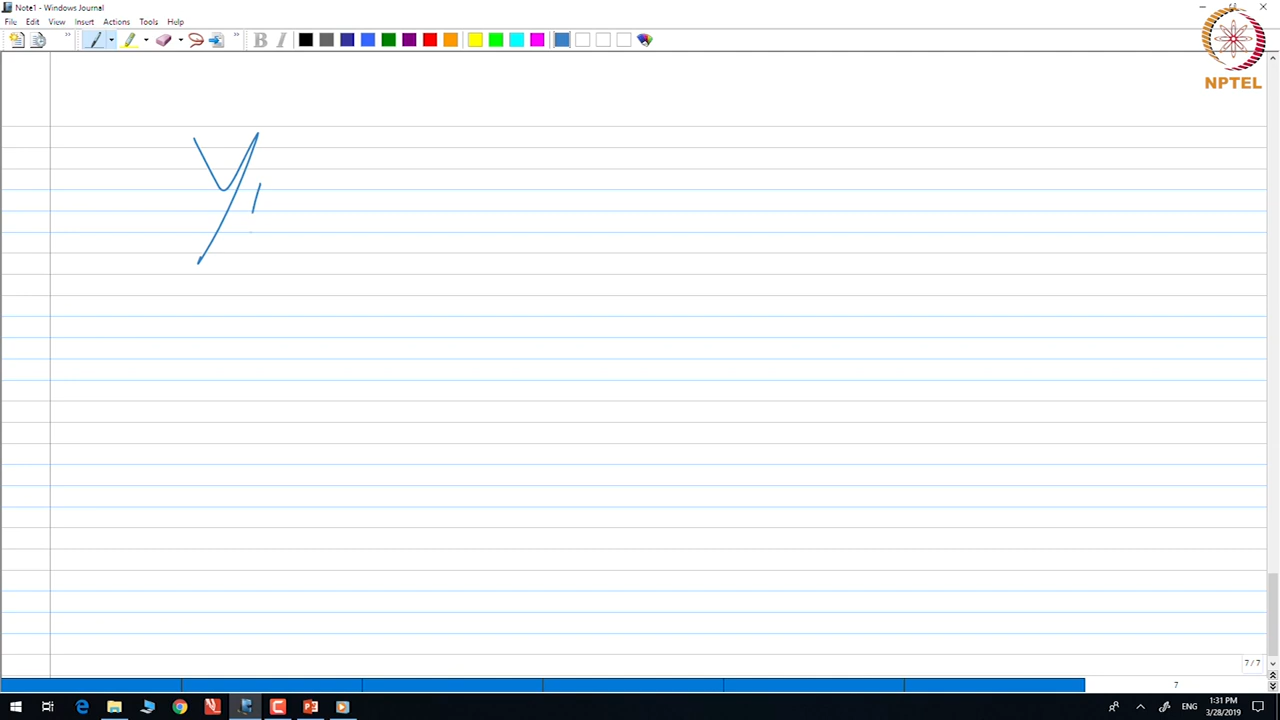 Note1 - Windows Journal
File Edit View Insert Actions Tools Help
B I
NPTEL
y1
7 / 7
7
ENG
1:31 PM
3/28/2019